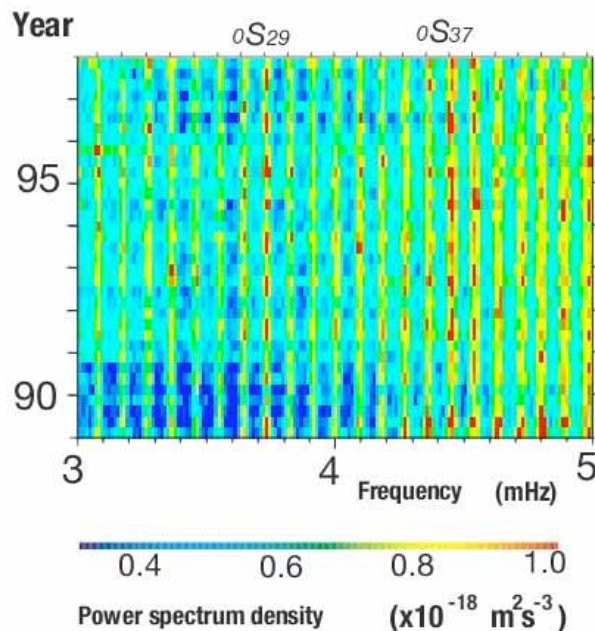 Year
0S29 0S37
95
90
3 4 5
Frequency (mHz)
0.4 0.6 0.8 1.0
Power spectrum density (x10 -18 m2s-3)